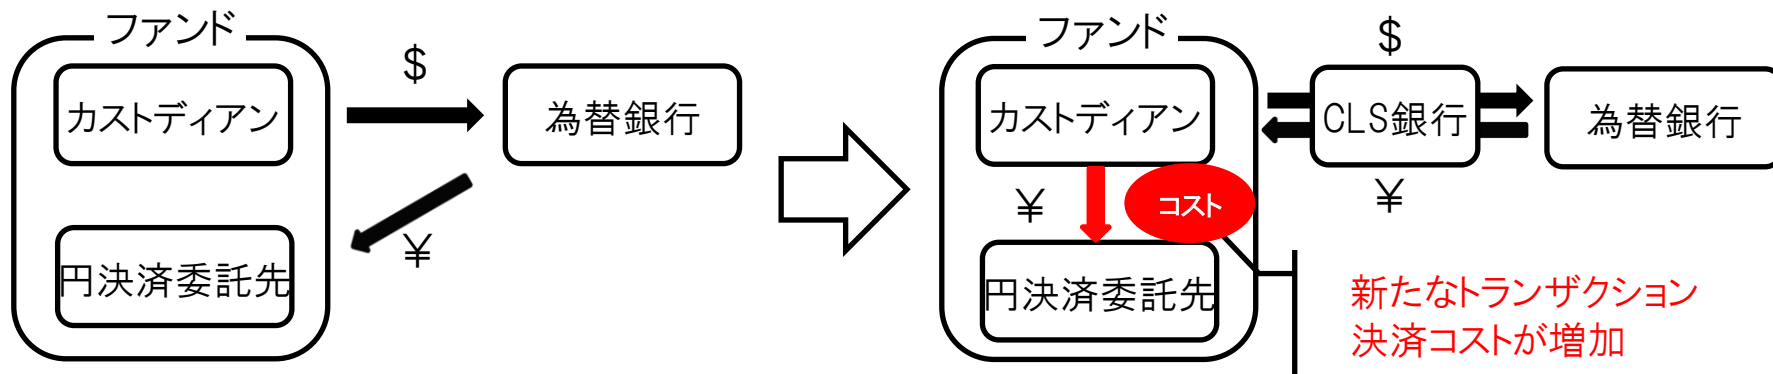 ファンド
カストディアン
$
為替銀行
¥
円決済委託先
ファンド
カストディアン
$
CLS銀行
為替銀行
¥
¥
コスト
円決済委託先
新たなトランザクション
決済コストが増加